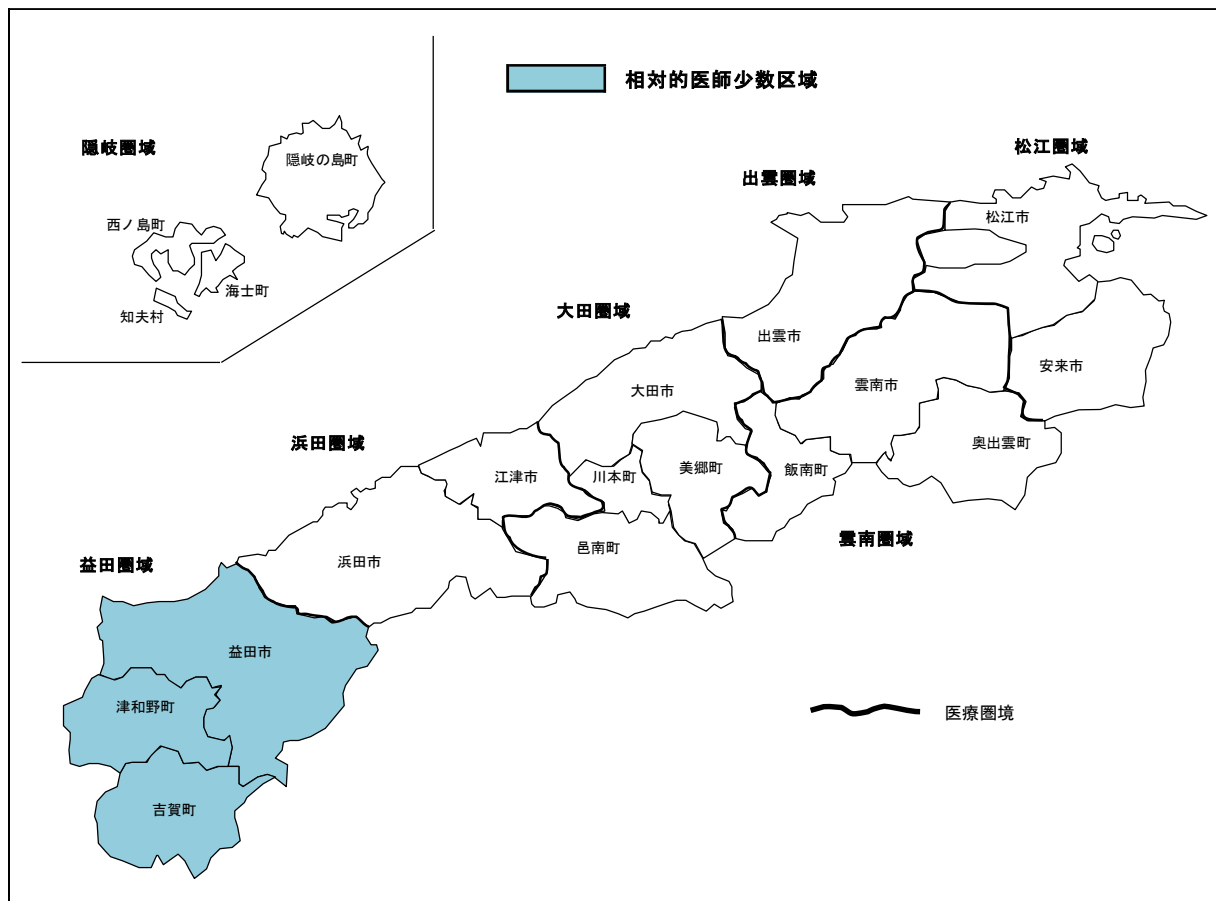 相対的医師少数区域
隠岐圏域
隠岐の島町
西ノ島町
海士町
知夫村
松江圏域
出雲圏域
松江市
大田圏域
出雲市
安来市
雲南市
大田市
奥出雲町
浜田圏域
江津市
川本町
美郷町
飯南町
雲南圏域
邑南町
浜田市
益田圏域
益田市
津和野町
医療圏境
吉賀町